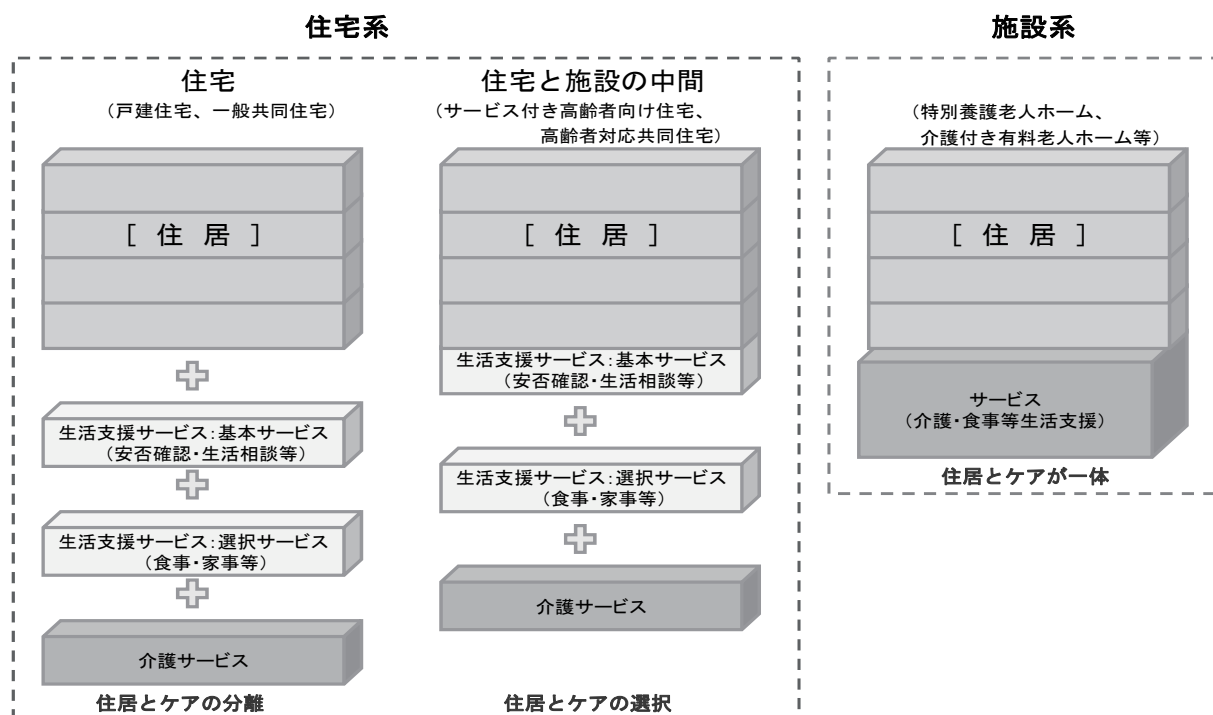 住宅系
住宅
（戸建住宅、一般共同住宅）
[ 住 居 ]
生活支援サービス：基本サービス
（安否確認・生活相談等）
生活支援サービス：選択サービス
（食事・家事等）
介護サービス
住居とケアの分離
住宅と施設の中間
（サービス付き高齢者向け住宅、
高齢者対応共同住宅）
[ 住 居 ]
生活支援サービス：基本サービス
（安否確認・生活相談等）
生活支援サービス：選択サービス
（食事・家事等）
介護サービス
住居とケアの選択
施設系
（特別養護老人ホーム、
介護付き有料老人ホーム等）
[ 住 居 ]
サービス
（介護・食事等生活支援）
住居とケアが一体